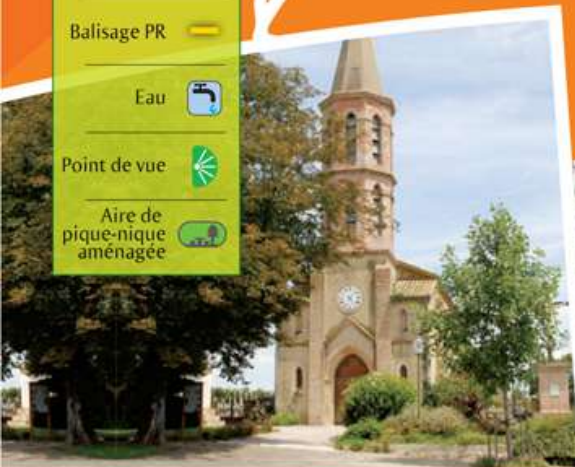 Balisage PR
Eau
Point de vue
Aire de
pique-nique
aménagée